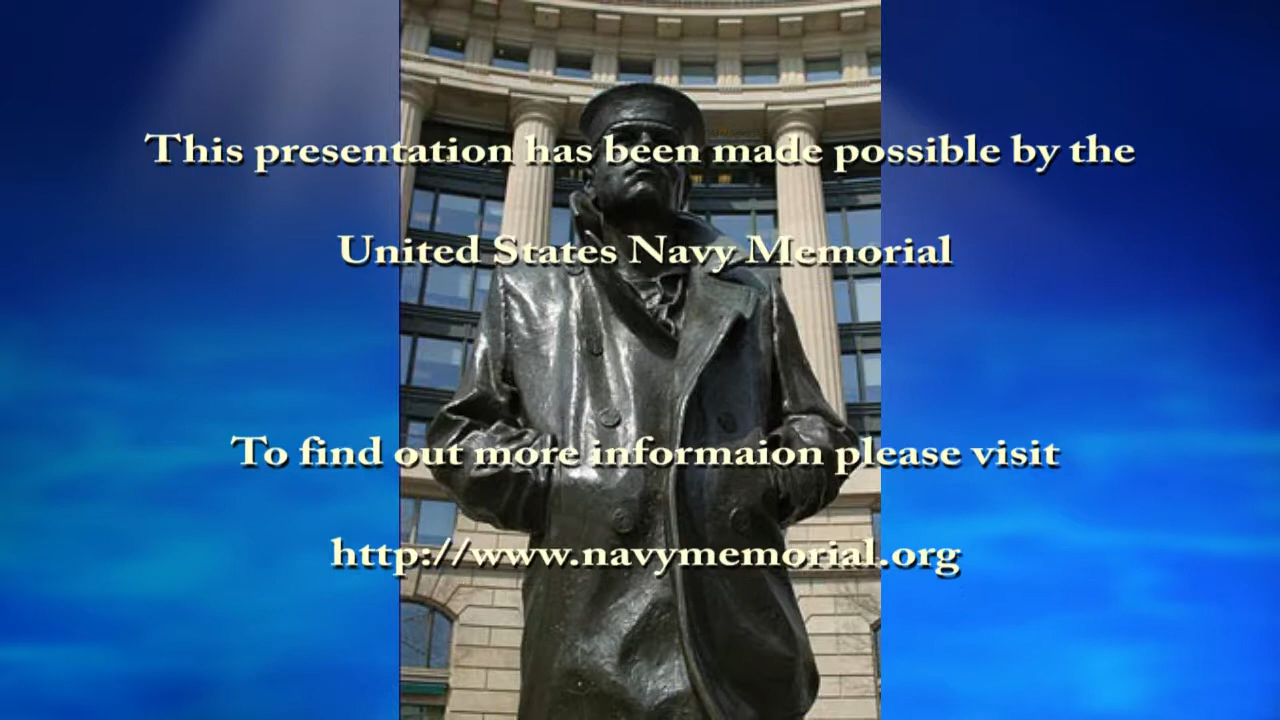 This presentation has been made possible by the
United States Navy Memorial
To find out more informaion please visit
http://www.navymemorial.org